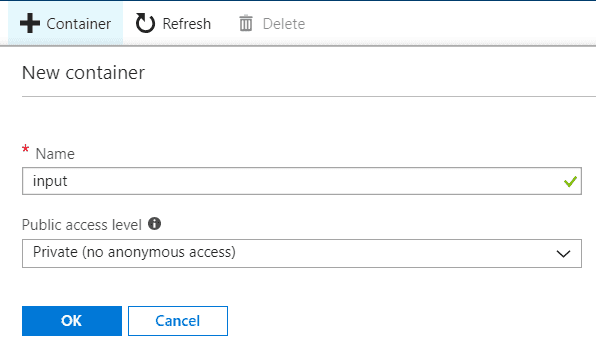 Container Refresh Delete
New container
* Name
input
Public access level
Private (no anonymous access)
OK Cancel